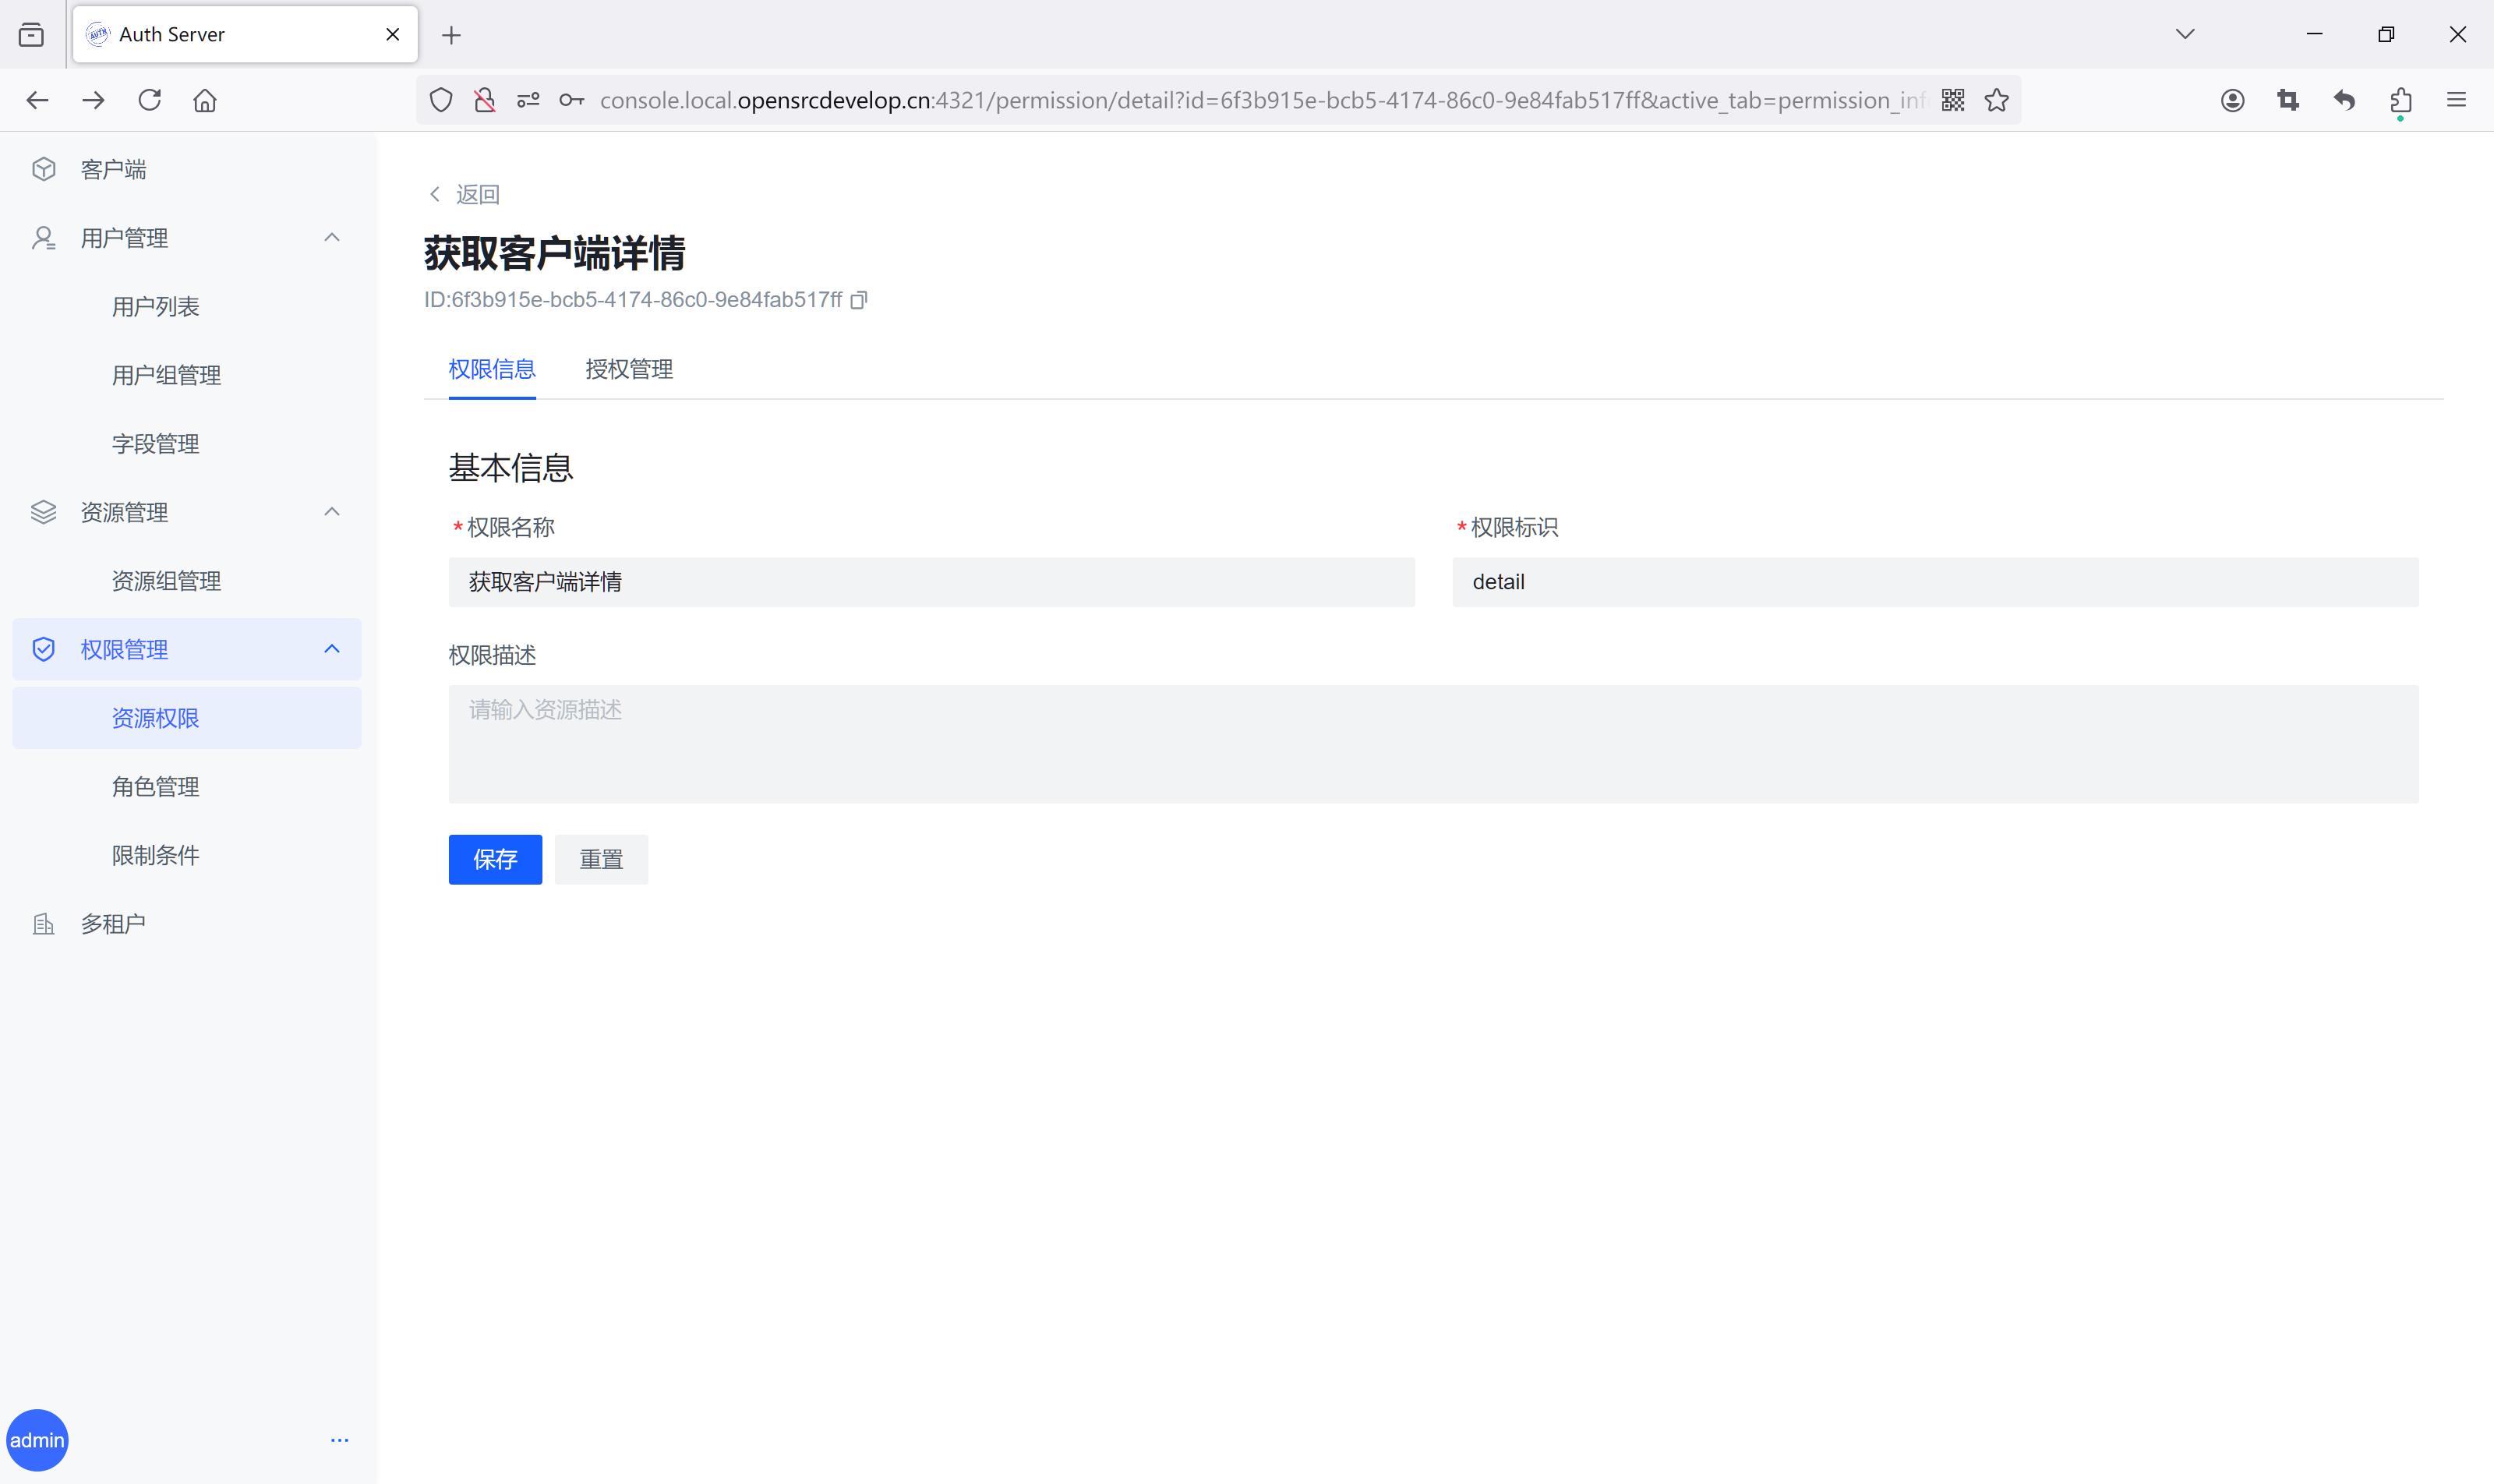 Auth Server
console.local.opensrcdevelop.cn:4321/permission/detail?id=6f3b915e-bcb5-4174-86c0-9e84fab517ff&active_tab=permission_inf
客户端
用户管理
用户列表
用户组管理
字段管理
资源管理
资源组管理
权限管理
资源权限
角色管理
限制条件
多租户
admin
返回
获取客户端详情
ID:6f3b915e-bcb5-4174-86c0-9e84fab517ff
权限信息 授权管理
基本信息
*权限名称 *权限标识
获取客户端详情 detail
权限描述
请输入资源描述
保存 重置